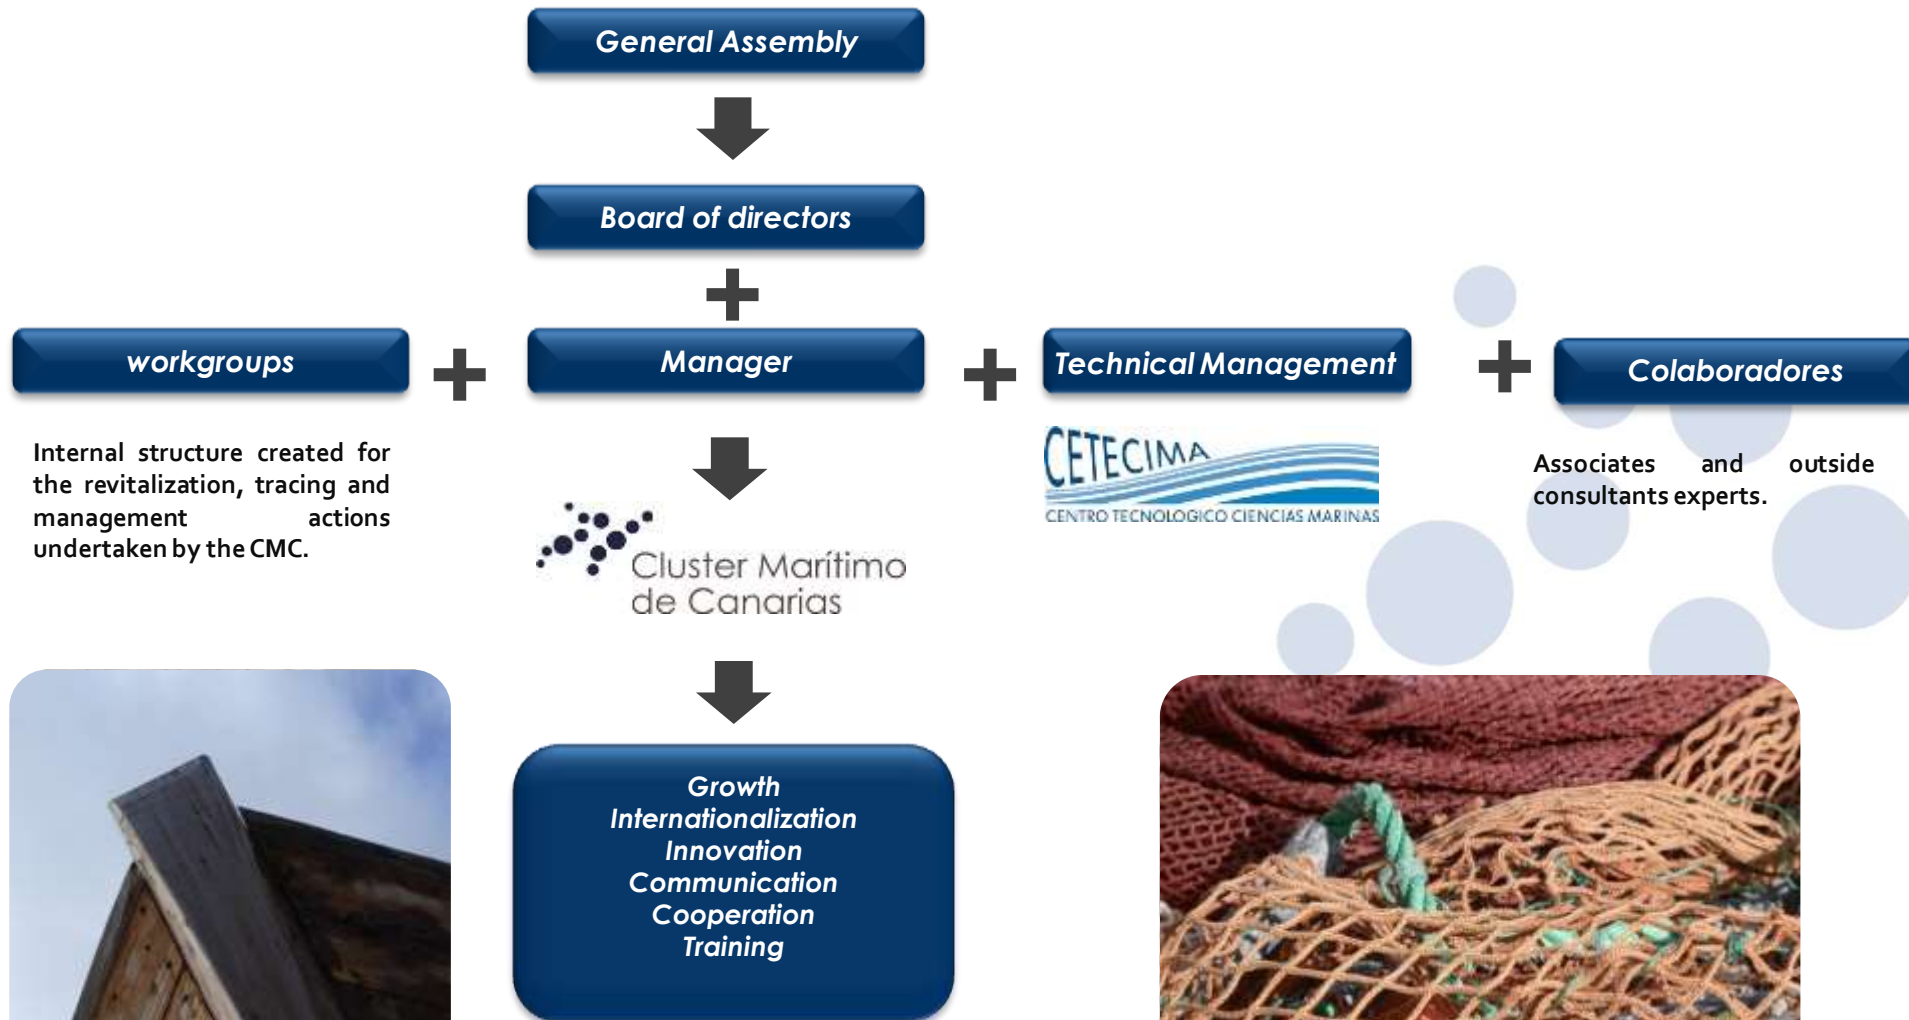 General Assembly
Board of directors
workgroups
Manager
Technical Management
Colaboradores
Internal structure created for
the revitalization, tracing and
management actions
undertaken by the CMC.
CETECIMA
CENTRO TECNOLOGICO CIENCIAS MARINAS
Associates and outside
consultants experts.
Cluster Marítimo
de Canarias
Growth
Internationalization
Innovation
Communication
Cooperation
Training